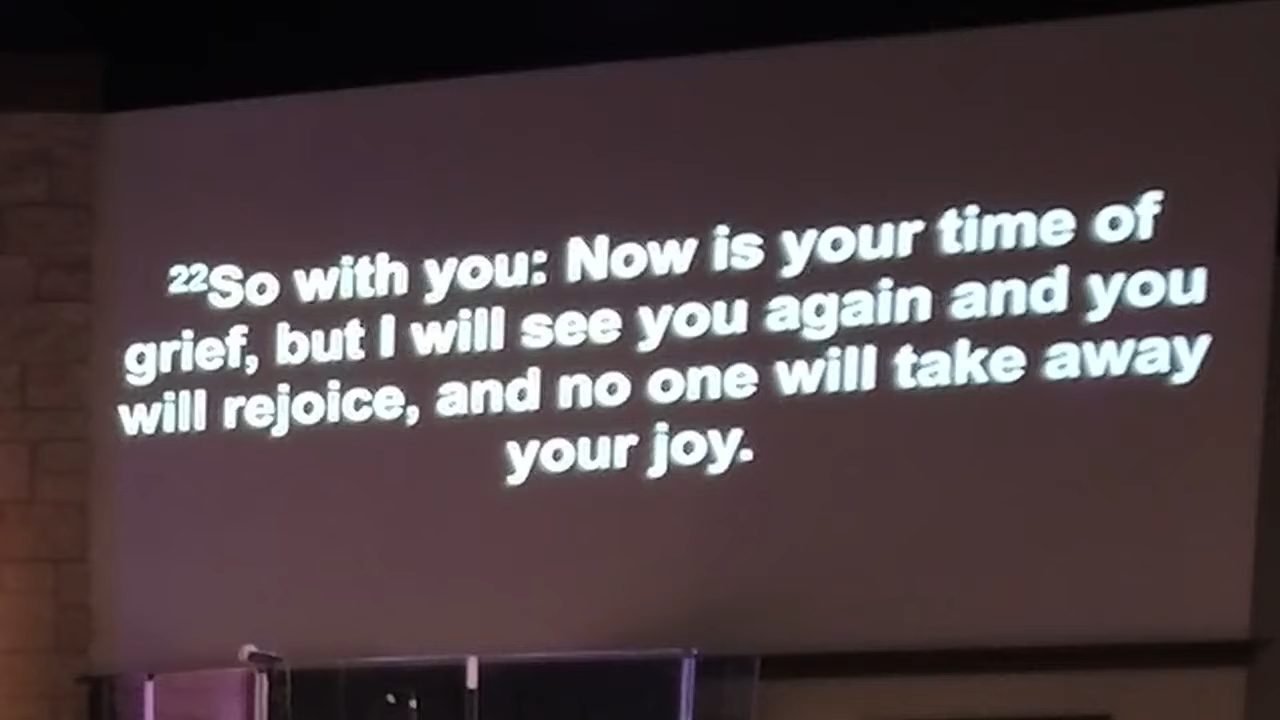 ²²So with you: Now is your time of
grief, but I will see you again and you
will rejoice, and no one will take away
your joy.